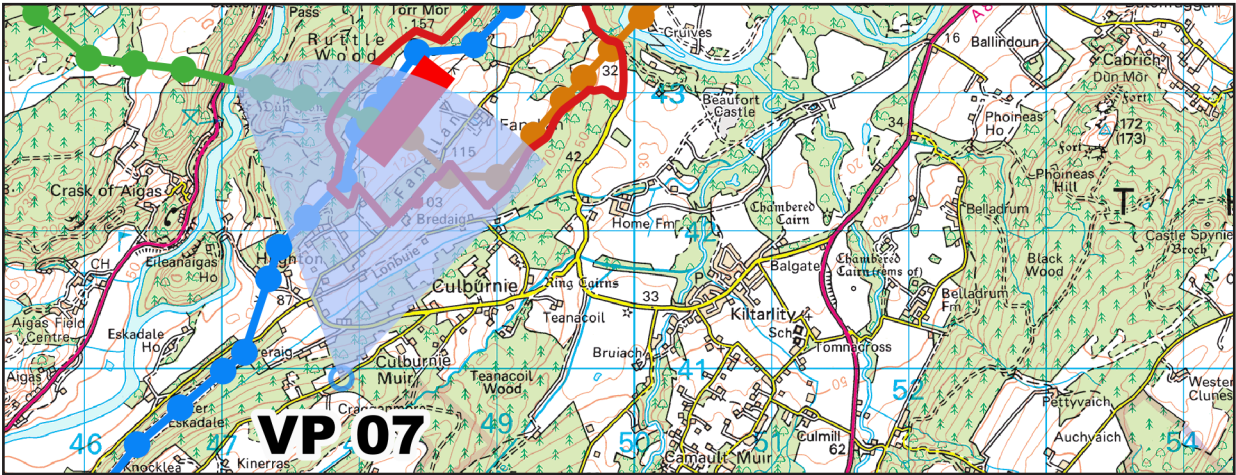 Pass
Torr Mor
157
Ruttle
Wood
Gruives
32
16
Ballindoun
Cabrich
Dùn Mòr
Fort
43
Beaufort
Castle
34
Phoineas
Ho
172
(173)
Fort
42
115
Phoineas
Hill
T
Crask of Aigas
103
Bredaig
Home Fm
42
Chambered
Cairn
Belladrum
Castle Spynie
Broch
CH
50
Eileanaigas
Ho
Lonbuie
Balgate
Chambered
Cairn (rems of)
Black
Wood
87
Culburnie
Ring Cairns
33
Belladrum
Fm
Aigas Field
Centre
Eskadale
Ho
Teanacoil
Kiltarlity
Sch
Tomnacross
Aigas
Culburnie
Muir
Bruiach
41
Teanacoil
Wood
52
Wester
Clunes
Pettyvaich
Eskadale
VP 07
46
47
49
50
51
Culmill
62
Auchvaich
54
Knocklea
Kinerras
Camault Muir